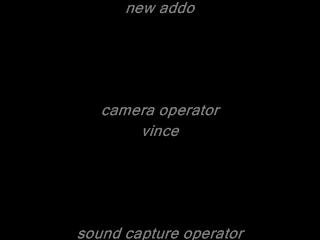 new addo
camera operator
vince
sound capture operator